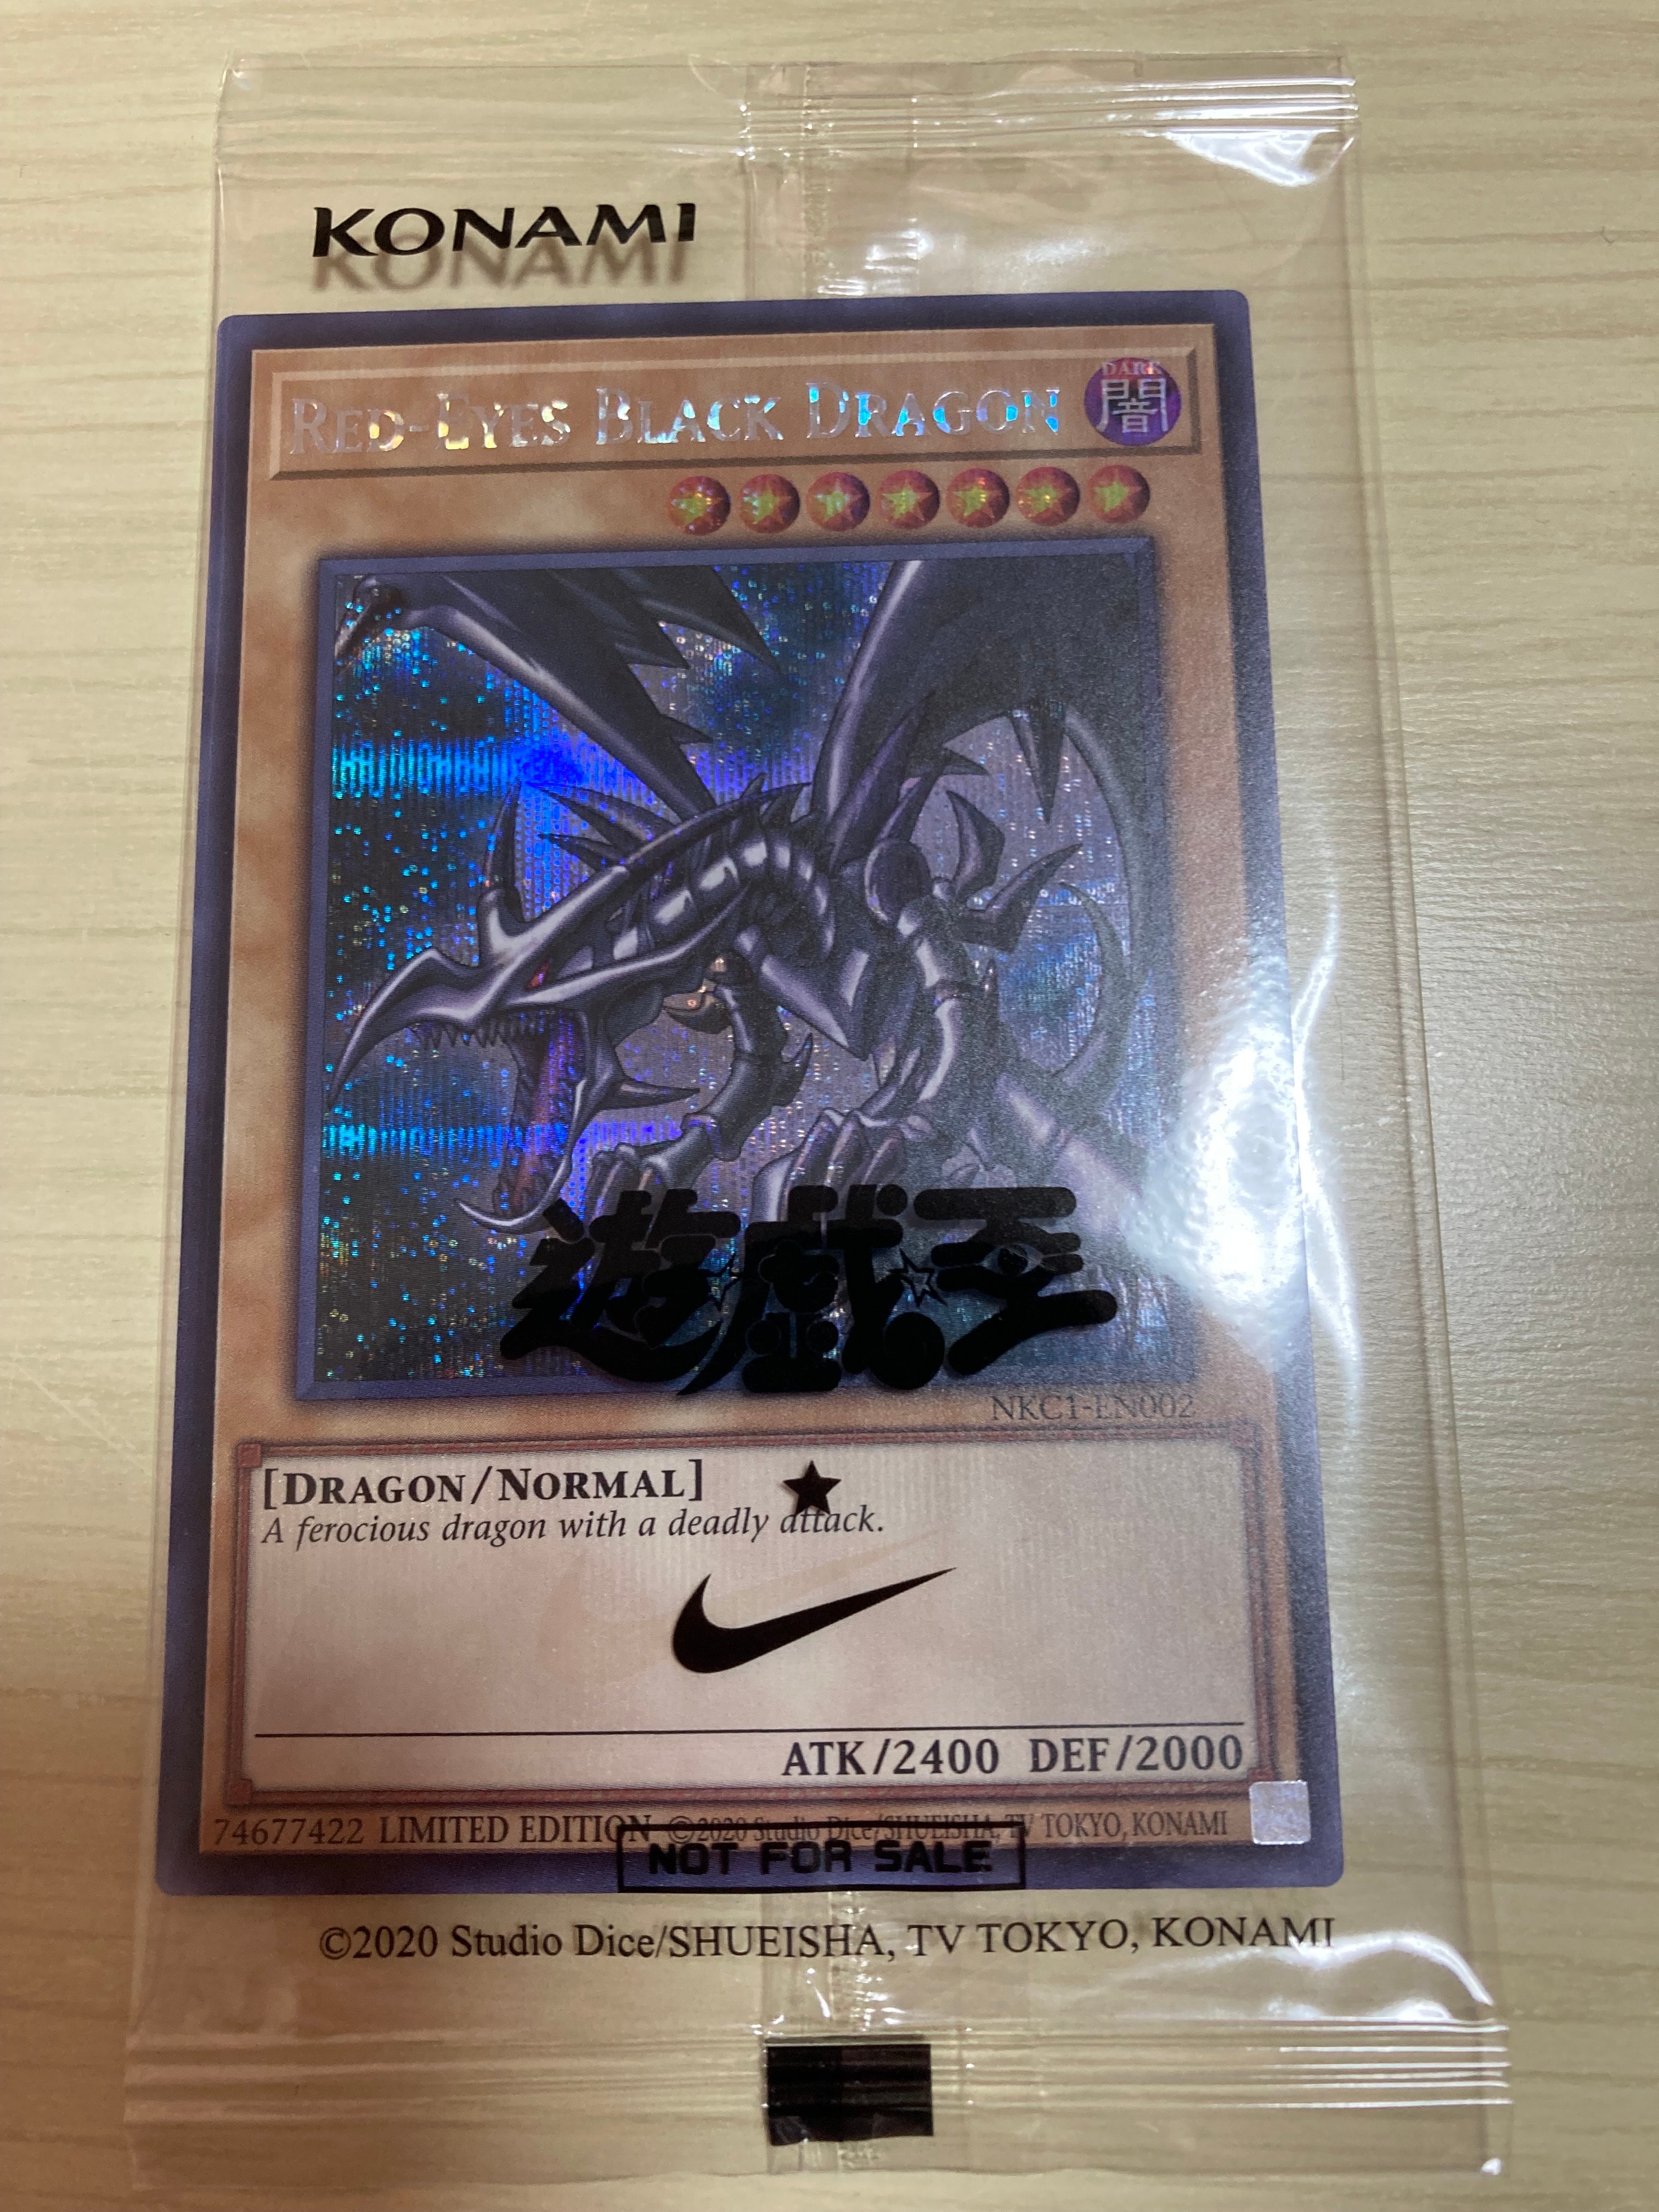 KONAMI
RED-EYES BLACK DRAGON
DARK
闇
遊戯王
NKC1-EN002
[DRAGON/NORMAL]
A ferocious dragon with a deadly attack.
ATK/2400 DEF/2000
74677422 LIMITED EDITION ©2020 Studio Dice/SHUEISHA, TV TOKYO, KONAMI
NOT FOR SALE
©2020 Studio Dice/SHUEISHA, TV TOKYO, KONAMI